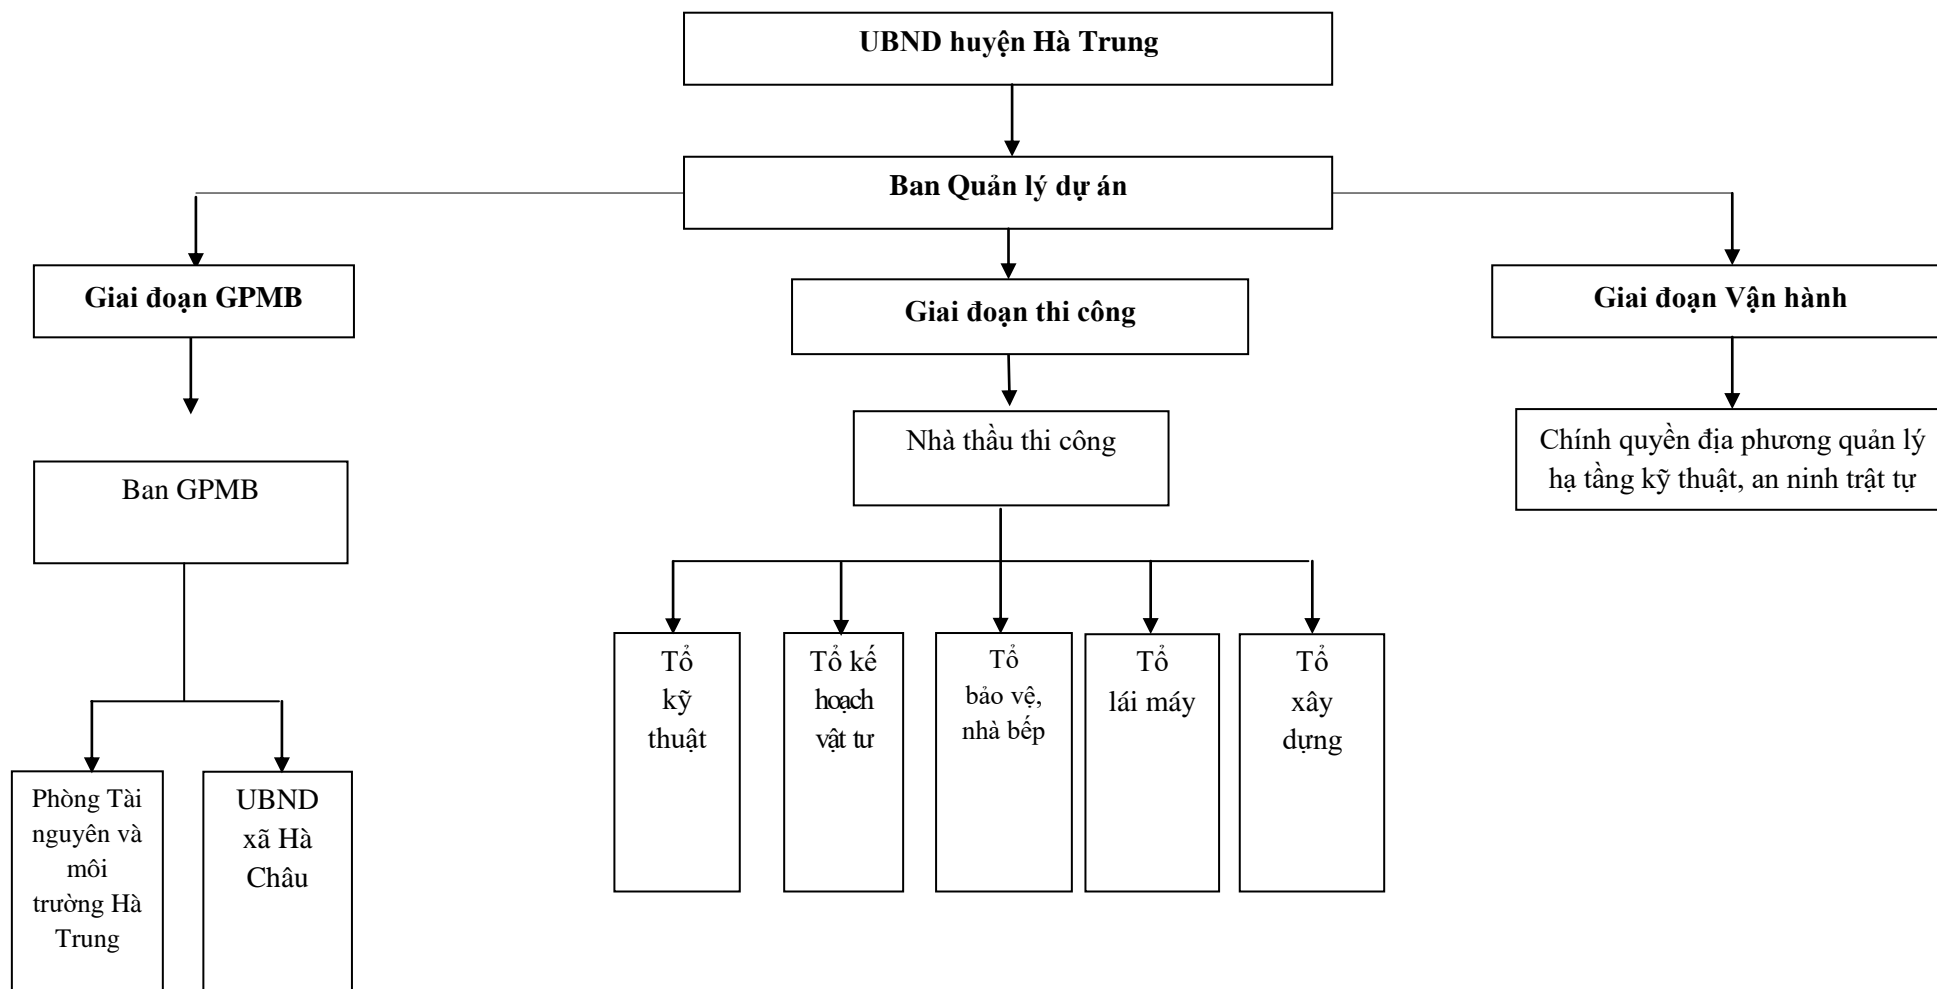 UBND huyện Hà Trung
Ban Quản lý dự án
Giai đoạn GPMB
Giai đoạn thi công
Giai đoạn Vận hành
Ban GPMB
Nhà thầu thi công
Chính quyền địa phương quản lý
hạ tầng kỹ thuật, an ninh trật tự
Phòng Tài
nguyên và
môi
trường Hà
Trung
UBND
xã Hà
Châu
Tổ
kỹ
thuật
Tổ kế
hoạch
vật tư
Tổ
bảo vệ,
nhà bếp
Tổ
lái máy
Tổ
xây
dựng